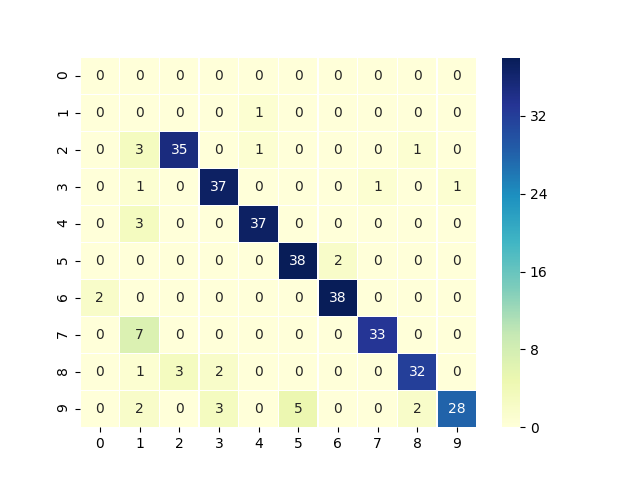 0 0 0 0 0 0 0 0 0 0 0
1 0 0 0 0 1 0 0 0 0 0
2 0 3 35 0 1 0 0 0 1 0
3 0 1 0 37 0 0 0 1 0 1
4 0 3 0 0 37 0 0 0 0 0
5 0 0 0 0 0 38 2 0 0 0
6 2 0 0 0 0 0 38 0 0 0
7 0 7 0 0 0 0 0 33 0 0
8 0 1 3 2 0 0 0 0 32 0
9 0 2 0 3 0 5 0 0 2 28
0 1 2 3 4 5 6 7 8 9
32
24
16
8
0